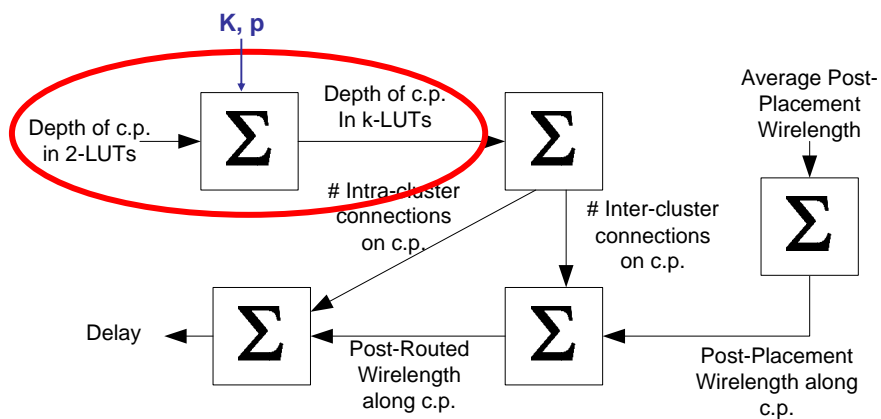 K, p
Depth of c.p.
in 2-LUTs
Σ
Depth of c.p.
In k-LUTs
Σ
Average Post-
Placement
Wirelength
# Intra-cluster
connections
on c.p.
# Inter-cluster
connections
on c.p.
Σ
Delay
Σ
Post-Routed
Wirelength
along c.p.
Σ
Post-Placement
Wirelength along
c.p.